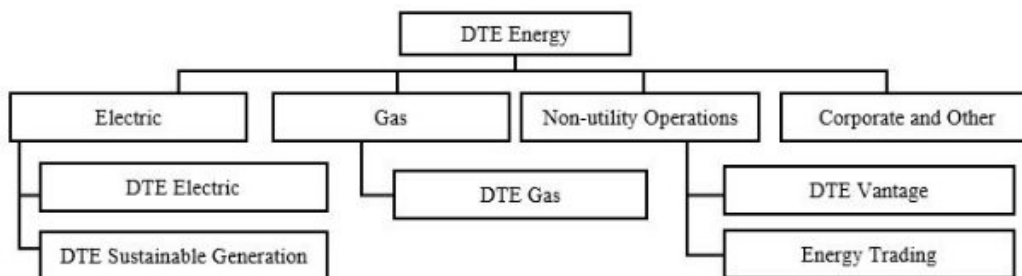 DTE Energy
Electric
Gas
Non-utility Operations
Corporate and Other
DTE Electric
DTE Gas
DTE Vantage
DTE Sustainable Generation
Energy Trading